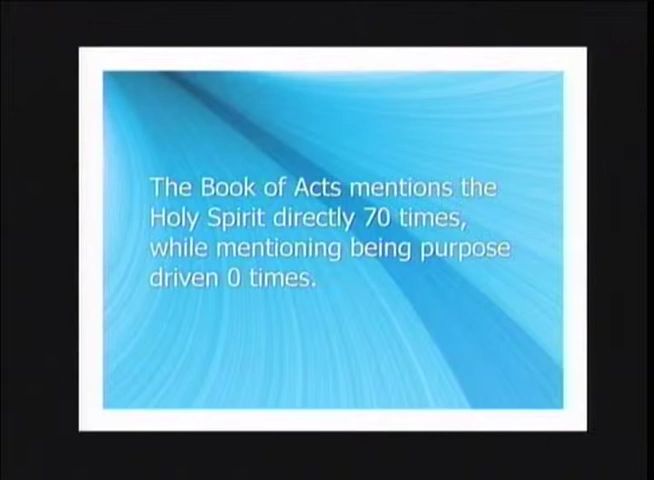 The Book of Acts mentions the
Holy Spirit directly 70 times,
while mentioning being purpose
driven 0 times.